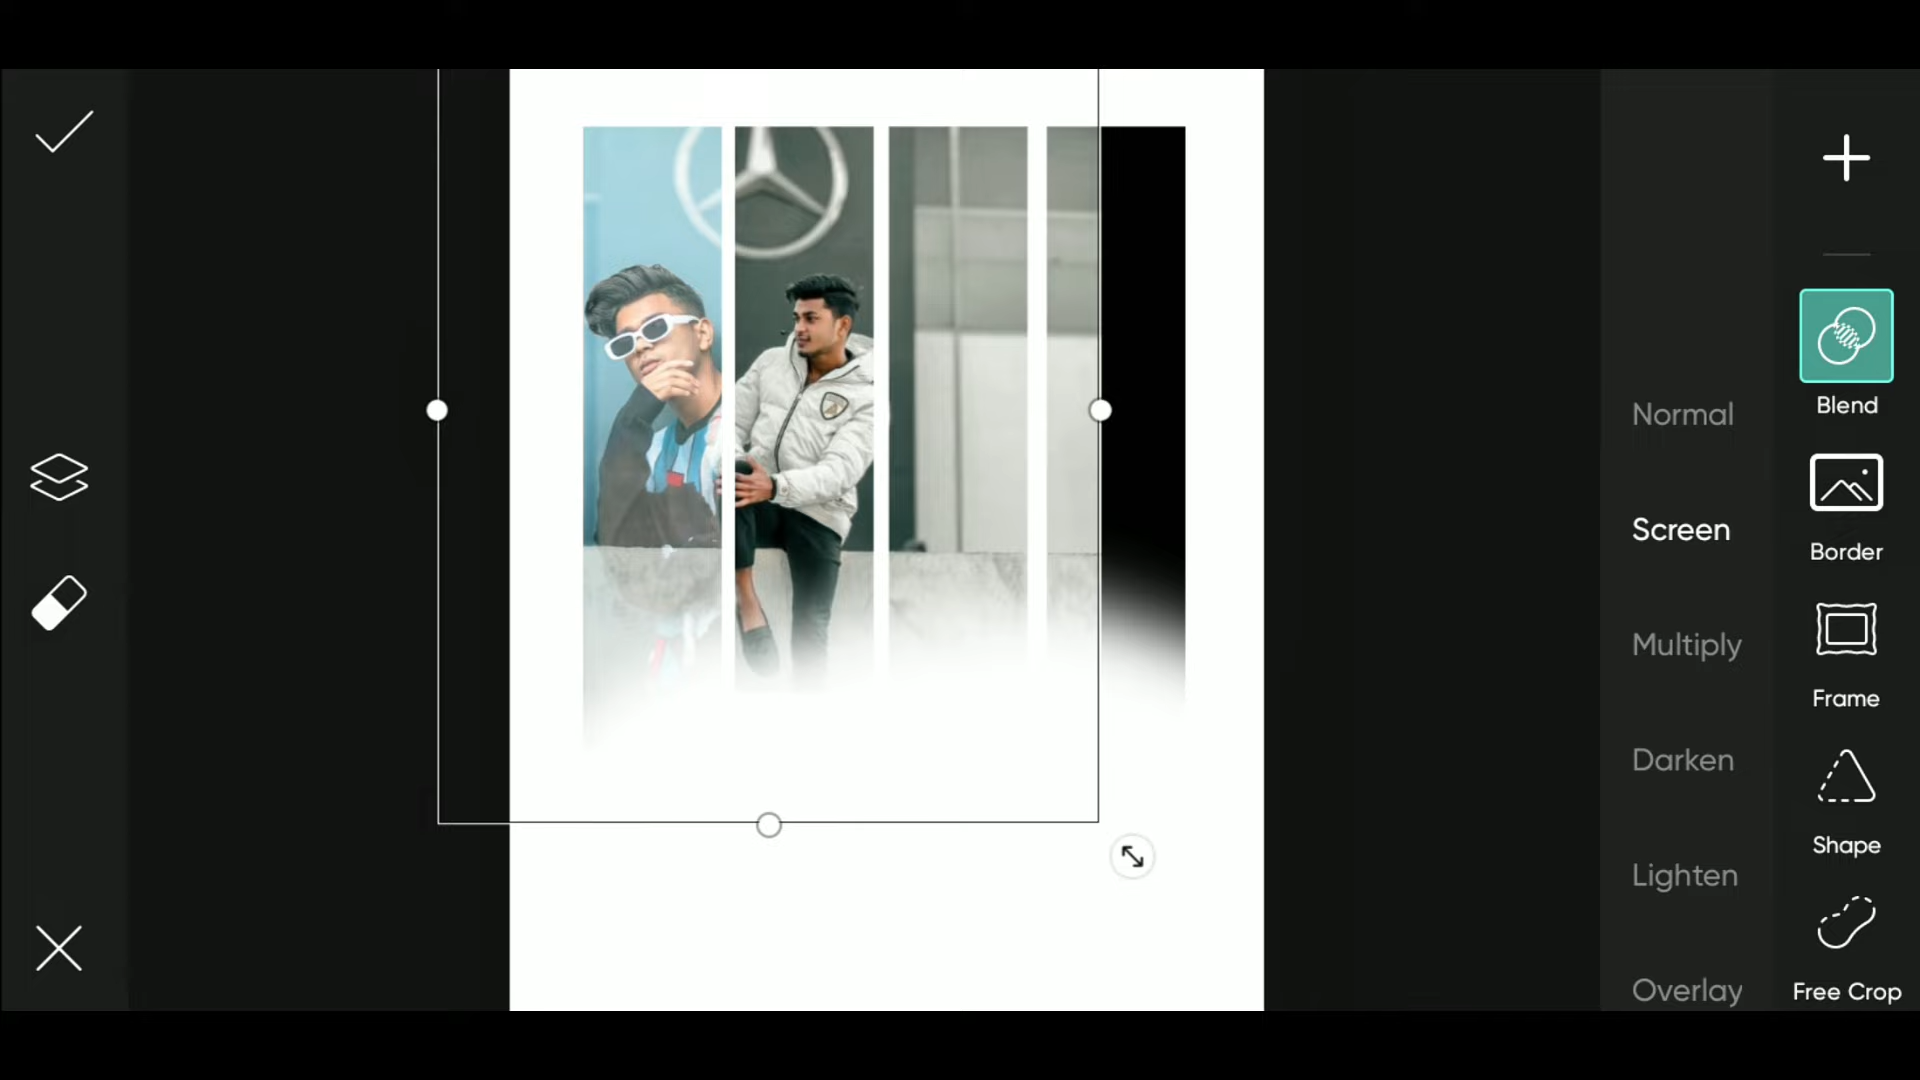 Normal
Screen
Multiply
Darken
Lighten
Overlay
Blend
Border
Frame
Shape
Free Crop